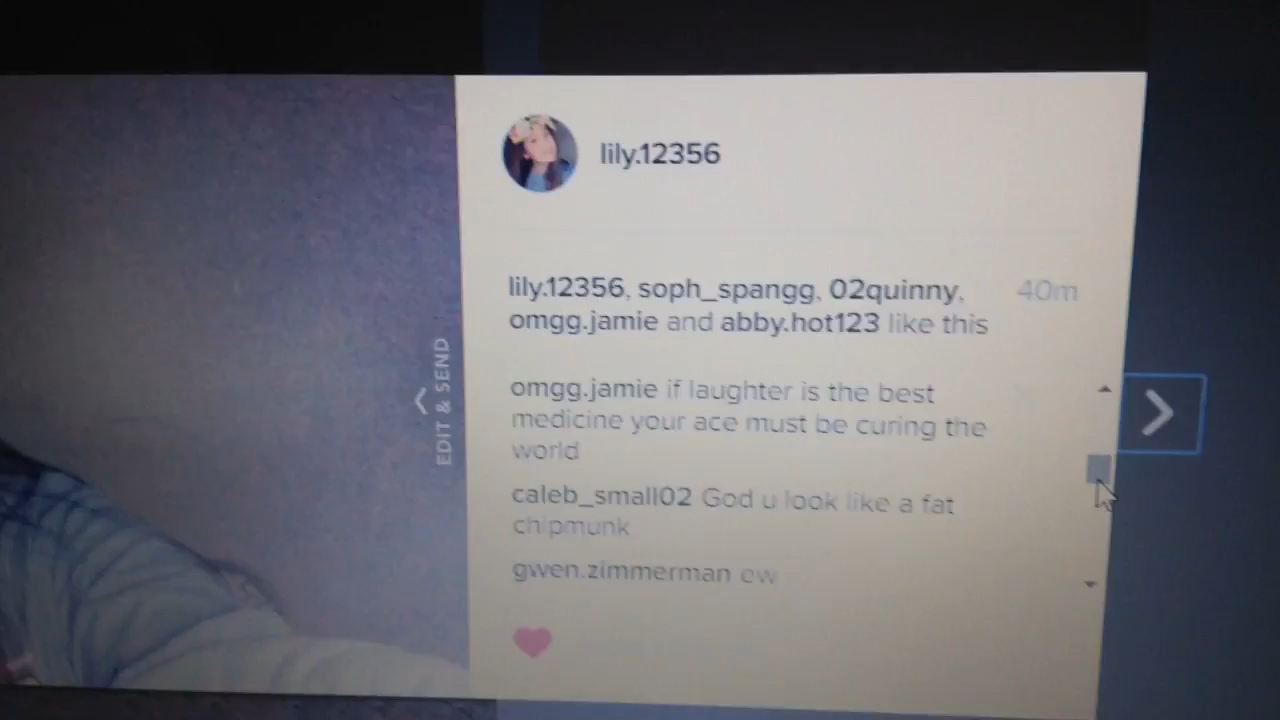 lily.12356
lily.12356, soph_spangg, 02quinny, 40m
omgg.jamie and abby.hot123 like this
omgg.jamie if laughter is the best
medicine your ace must be curing the
world
caleb_small02 God u look like a fat
chipmunk
gwen.zimmerman ew
EDIT & SEND